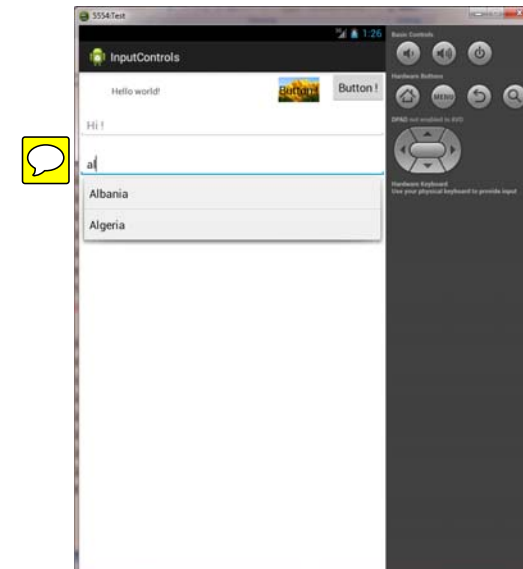 5554:Test
1:26
Basic Controls
InputControls
Hardware Buttons
MENU
Hello world!
Button!
Button !
Hi !
DPAD not enabled in AVD
al
Albania
Algeria
Hardware Keyboard
Use your physical keyboard to provide input